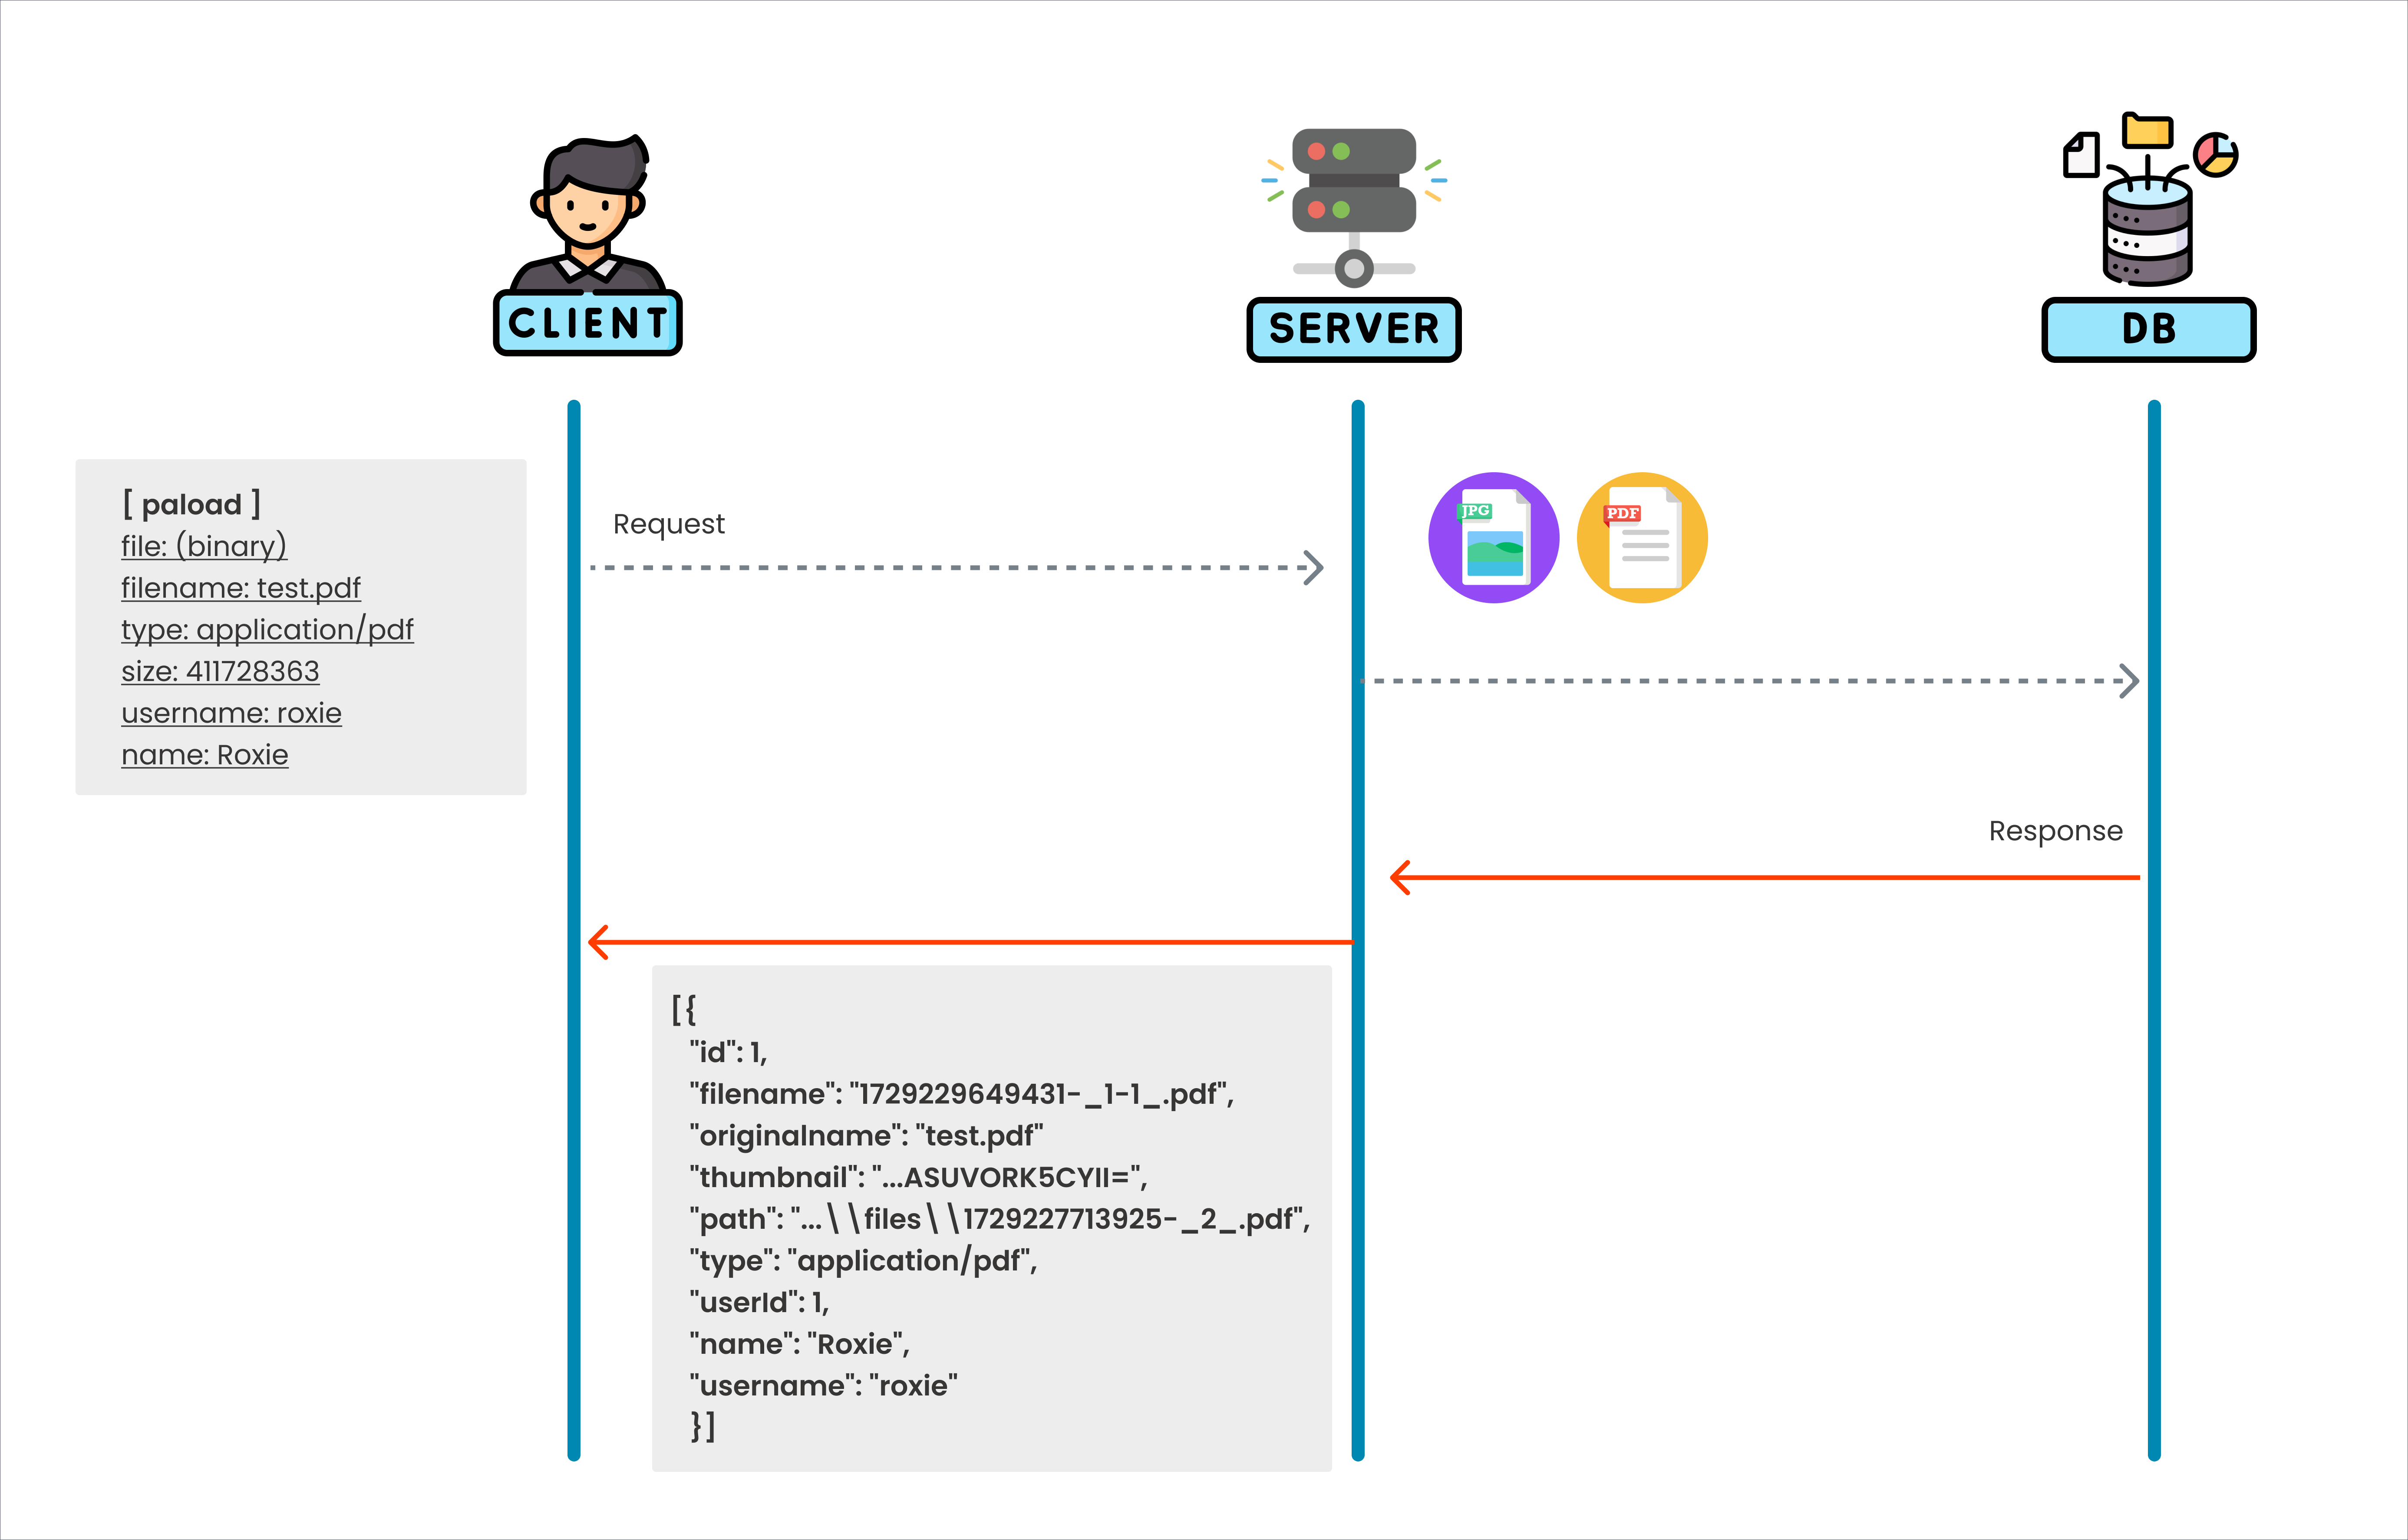 CLIENT
SERVER
DB
[ paload ]
file: (binary)
filename: test.pdf
type: application/pdf
size: 411728363
username: roxie
name: Roxie
Request
JPG
PDF
Response
[{
"id": 1,
"filename": "1729229649431-_1-1_.pdf",
"originalname": "test.pdf"
"thumbnail": "...ASUVORK5CYII=",
"path": "...\\files\\1729227713925-_2_.pdf",
"type": "application/pdf",
"userId": 1,
"name": "Roxie",
"username": "roxie"
}]